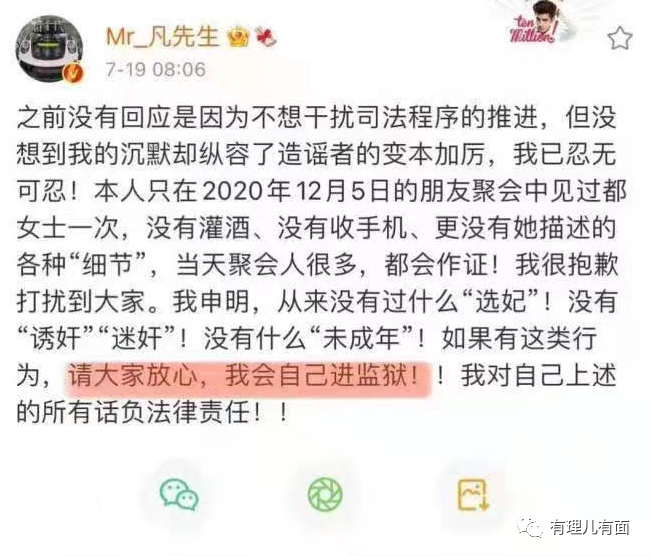 ten
Million!
Mr_凡先生
7-19 08:06
之前没有回应是因为不想干扰司法程序的推进，但没
想到我的沉默却纵容了造谣者的变本加厉，我已忍无
可忍！本人只在2020年12月5日的朋友聚会中见过都
女士一次，没有灌酒、没有收手机、更没有她描述的
各种“细节”，当天聚会人很多，都会作证！我很抱歉
打扰到大家。我申明，从来没有过什么“选妃”！没有
“诱奸”“迷奸”！没有什么“未成年”！如果有这类行
为，请大家放心，我会自己进监狱！！我对自己上述
的所有话负法律责任！！
有理儿有面